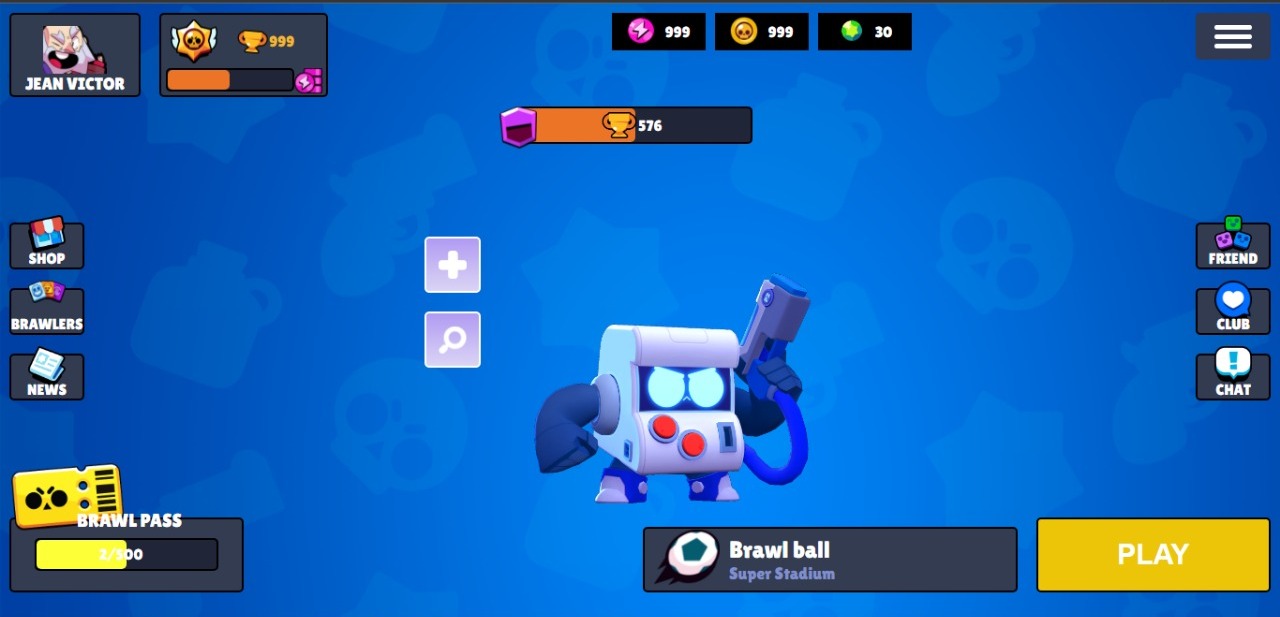 999
999
30
JEAN VICTOR
999
576
SHOP
BRAWLERS
NEWS
FRIEND
CLUB
CHAT
BRAWL PASS
2/500
Brawl ball
Super Stadium
PLAY